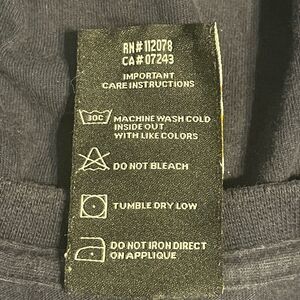 RN# 112078
CA# 07243
IMPORTANT
CARE INSTRUCTIONS
30C
MACHINE WASH COLD
INSIDE OUT
WITH LIKE COLORS
DO NOT BLEACH
TUMBLE DRY LOW
DO NOT IRON DIRECT
ON APPLIQUE